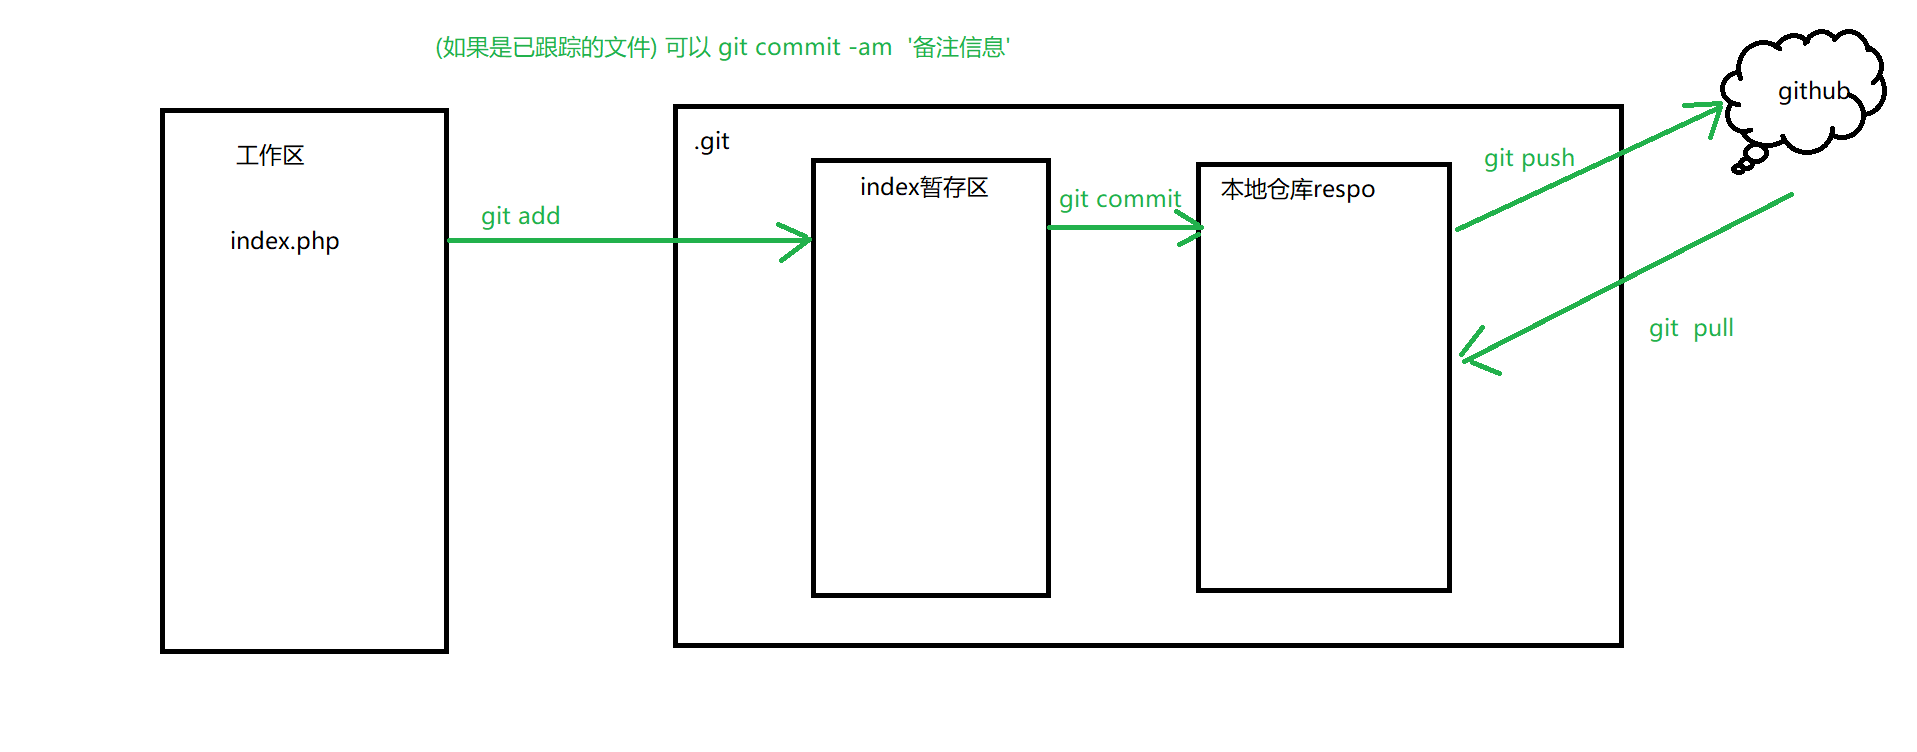 (如果是已跟踪的文件) 可以 git commit -am  '备注信息'
github
.git
工作区
git push
index暂存区
本地仓库respo
git commit
git add
index.php
git  pull